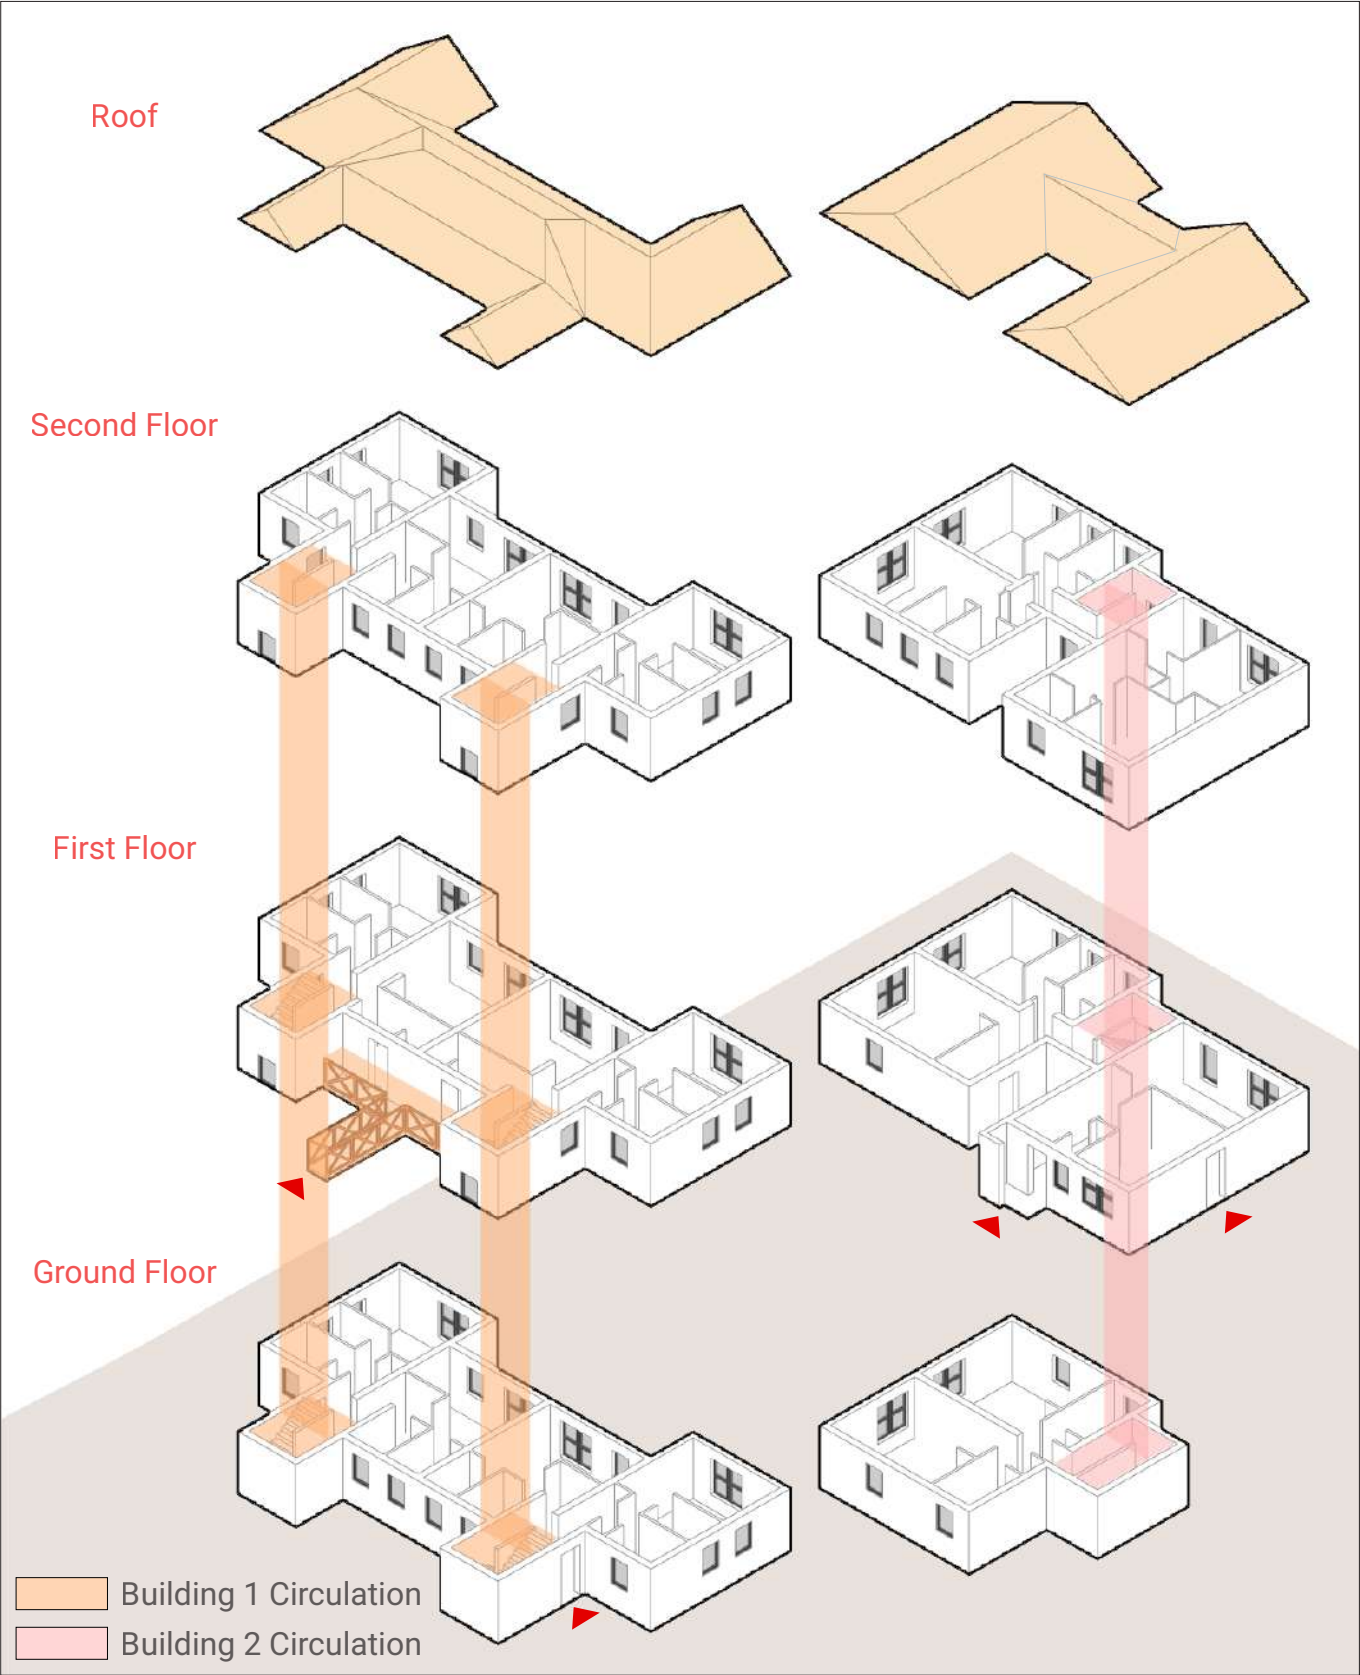 Roof
Second Floor
First Floor
Ground Floor
Building 1 Circulation
Building 2 Circulation